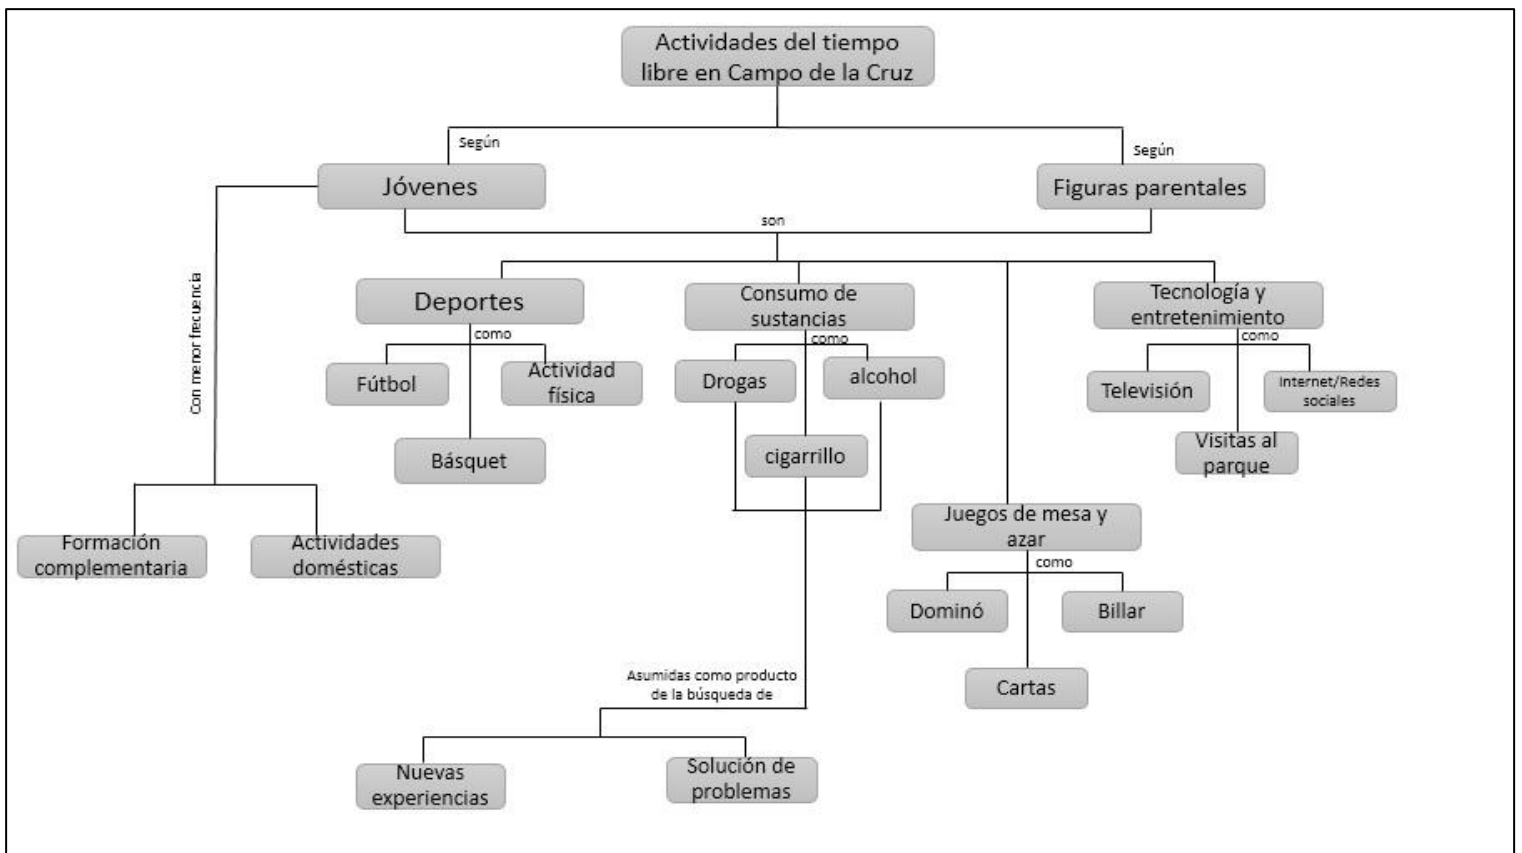 Actividades del tiempo
libre en Campo de la Cruz
Según
Según
Jóvenes
Figuras parentales
son
Con menor frecuencia
Deportes
Consumo de
sustancias
Tecnología y
entretenimiento
como
como
como
Fútbol
Actividad
física
Drogas
alcohol
Televisión
Internet/Redes
sociales
Básquet
cigarrillo
Visitas al
parque
Formación
complementaria
Actividades
domésticas
Juegos de mesa y
azar
como
Dominó
Billar
Cartas
Asumidas como producto
de la búsqueda de
Nuevas
experiencias
Solución de
problemas